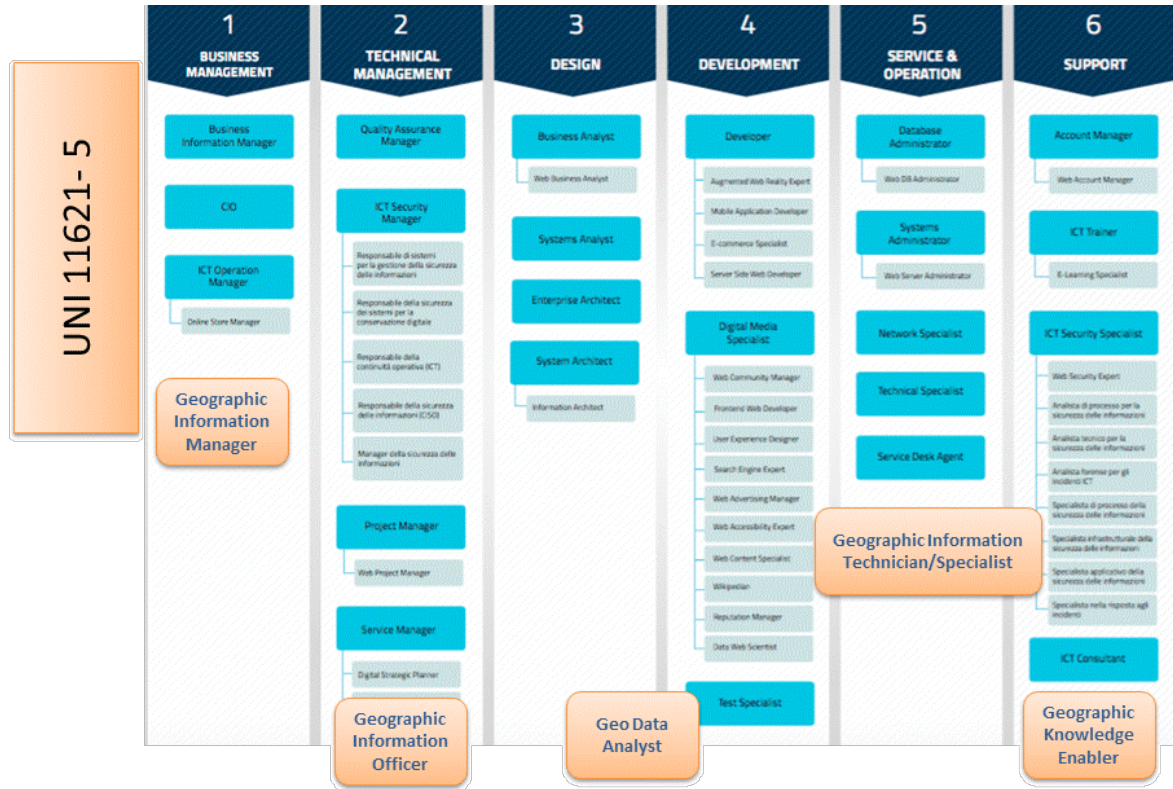 UNI 11621- 5
1
BUSINESS
MANAGEMENT
Business
Information Manager
CIO
ICT Operation
Manager
Online Store Manager
Geographic
Information
Manager
2
TECHNICAL
MANAGEMENT
Quality Assurance
Manager
ICT Security
Manager
Responsabile di sistemi
per la gestione della sicurezza
delle informazioni
Responsabile della sicurezza
dei sistemi per la
conservazione digitale
Responsabile della
continuità operativa (ICT)
Responsabile della sicurezza
delle informazioni (CISO)
Manager della sicurezza delle
informazioni
Project Manager
Web Project Manager
Service Manager
Digital Strategic Planner
Geographic
Information
Officer
3
DESIGN
Business Analyst
Web Business Analyst
Systems Analyst
Enterprise Architect
System Architect
Information Architect
Geo Data
Analyst
4
DEVELOPMENT
Developer
Augmented Web Reality Expert
Mobile Application Developer
E-commerce Specialist
Server Side Web Developer
Digital Media
Specialist
Web Community Manager
Frontend Web Developer
User Experience Designer
Search Engine Expert
Web Advertising Manager
Web Accessibility Expert
Web Content Specialist
Wikipedian
Reputation Manager
Data Web Scientist
Test Specialist
5
SERVICE &
OPERATION
Database
Administrator
Web DB Administrator
Systems
Administrator
Web Server Administrator
Network Specialist
Technical Specialist
Service Desk Agent
Geographic Information
Technician/Specialist
6
SUPPORT
Account Manager
Web Account Manager
ICT Trainer
E-Learning Specialist
ICT Security Specialist
Web Security Expert
Analista di processo per la
sicurezza delle informazioni
Analista tecnico per la
sicurezza delle informazioni
Analista forense per gli
incidenti ICT
Specialista di processo della
sicurezza delle informazioni
Specialista infrastrutturale della
sicurezza delle informazioni
Specialista applicativo della
sicurezza delle informazioni
Specialista nella risposta agli
incidenti
ICT Consultant
Geographic
Knowledge
Enabler